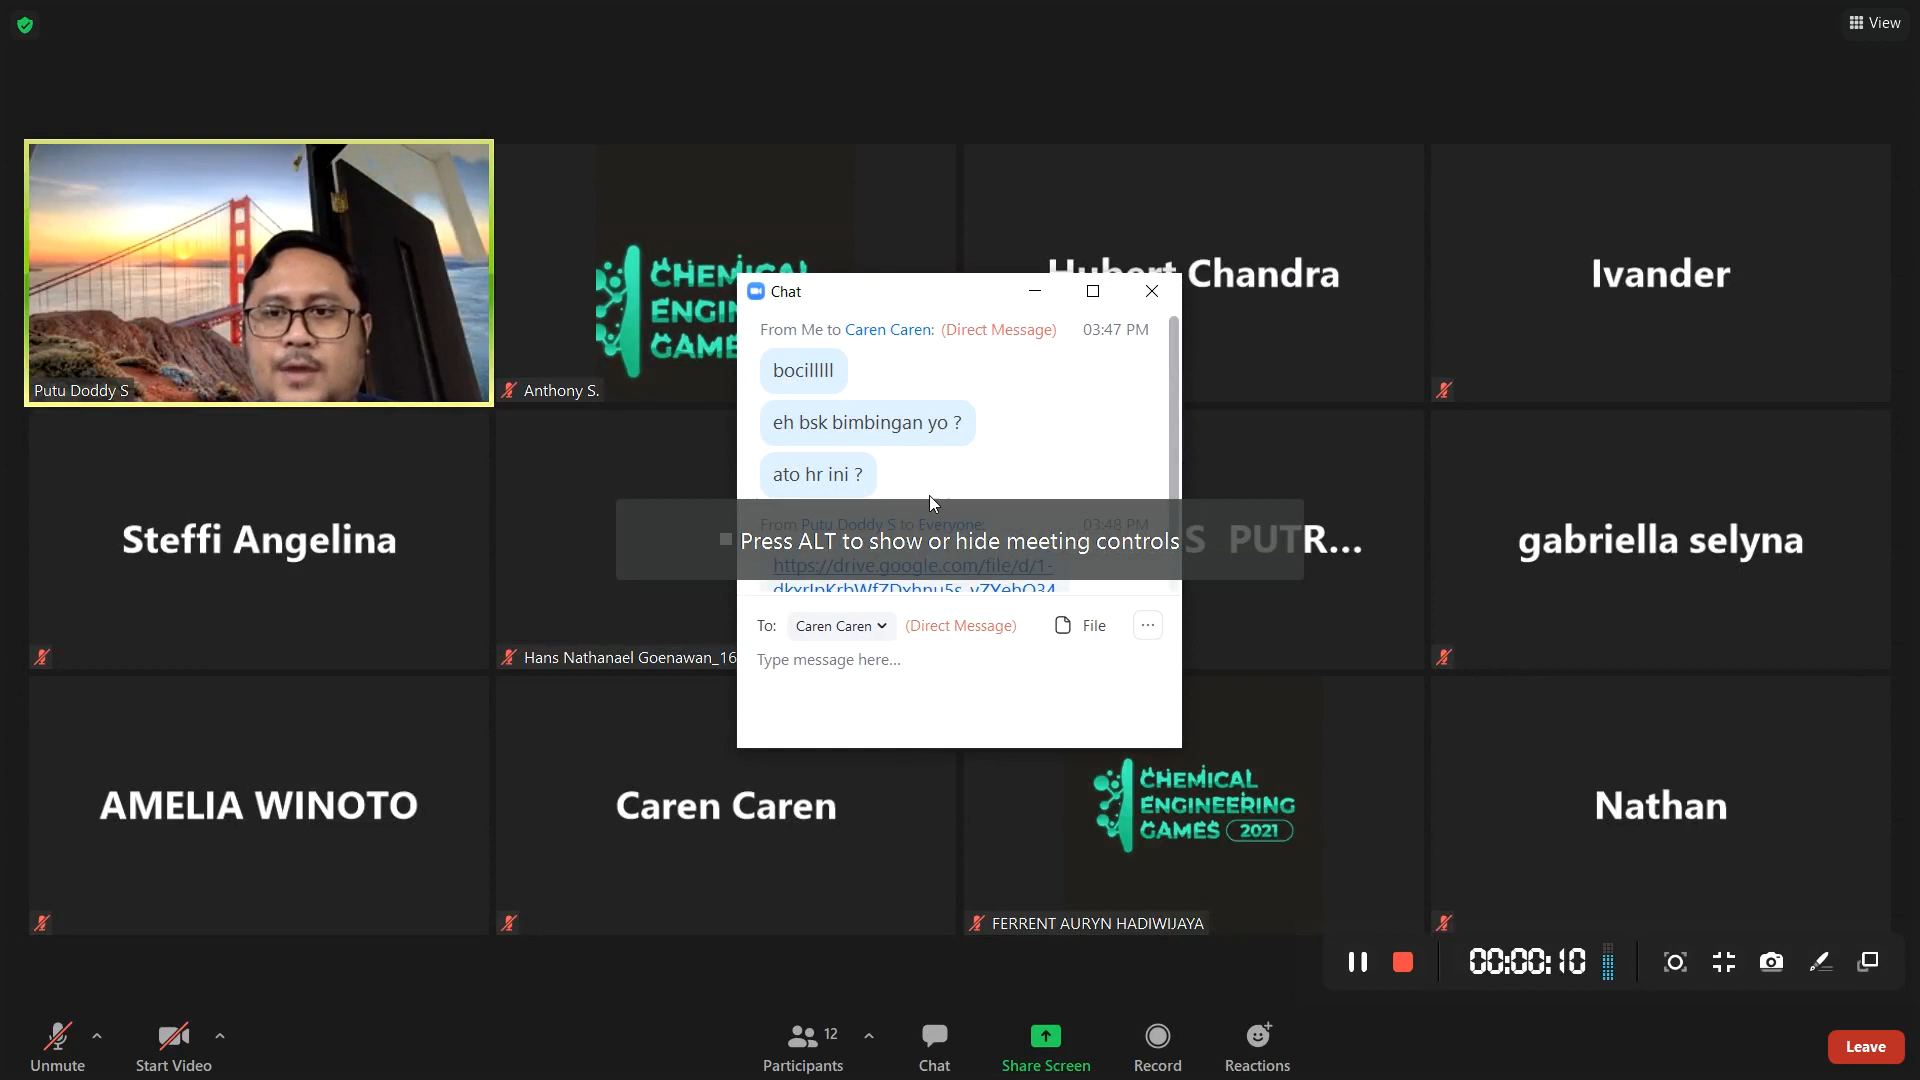 View
Putu Doddy S
CHEMICAL
ENGIN
GAME
Anthony S.
Hubert Chandra
Ivander
Chat
From Me to Caren Caren: (Direct Message) 03:47 PM
bocilllll
eh bsk bimbingan yo ?
ato hr ini ?
From Putu Doddy S to Everyone: 03:48 PM
Press ALT to show or hide meeting controls
https://drive.google.com/file/d/1-
To: Caren Caren (Direct Message) File
Type message here...
Steffi Angelina
Hans Nathanael Goenawan_16
S PUTR...
gabriella selyna
AMELIA WINOTO
Caren Caren
CHEMICAL
ENGINEERING
GAMES 2021
FERRENT AURYN HADIWIJAYA
Nathan
00:00:10
Unmute
Start Video
12
Participants
Chat
Share Screen
Record
Reactions
Leave